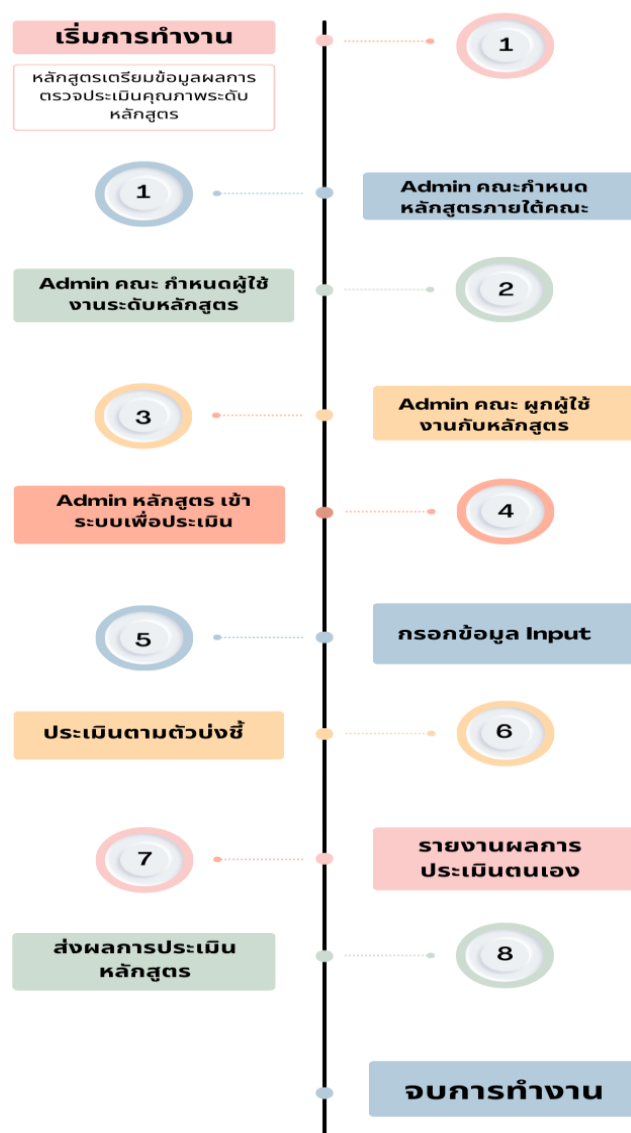 เริ่มการทำงาน
1
หลักสูตรเตรียมข้อมูลผลการ
ตรวจประเมินคุณภาพระดับ
หลักสูตร
1
Admin คณะกำหนด
หลักสูตรภายใต้คณะ
Admin คณะ กำหนดผู้ใช้
งานระดับหลักสูตร
2
3
Admin คณะ ผูกผู้ใช้
งานกับหลักสูตร
Admin หลักสูตร เข้า
ระบบเพื่อประเมิน
4
5
กรอกข้อมูล Input
ประเมินตามตัวบ่งชี้
6
7
รายงานผลการ
ประเมินตนเอง
ส่งผลการประเมิน
หลักสูตร
8
จบการทำงาน